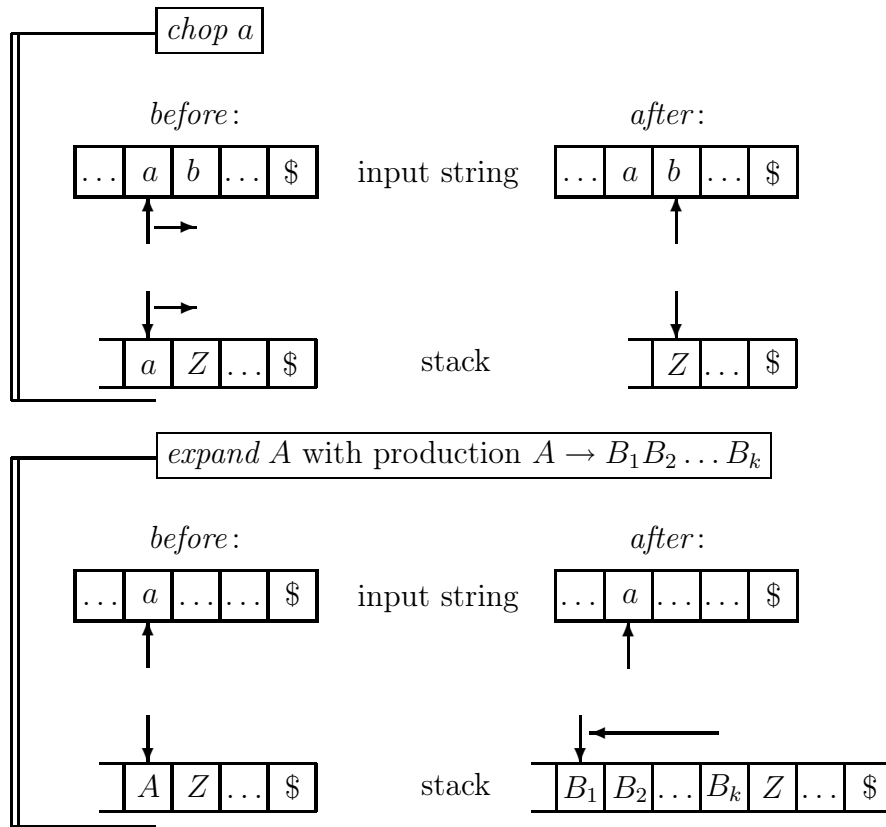 chop a
before: after:
… a b … $ input string … a b … $
a Z … $ stack Z … $
expand A with production A → B₁B₂ … Bₖ
before: after:
… a … … $ input string … a … … $
A Z … $ stack B₁ B₂ … Bₖ Z … $